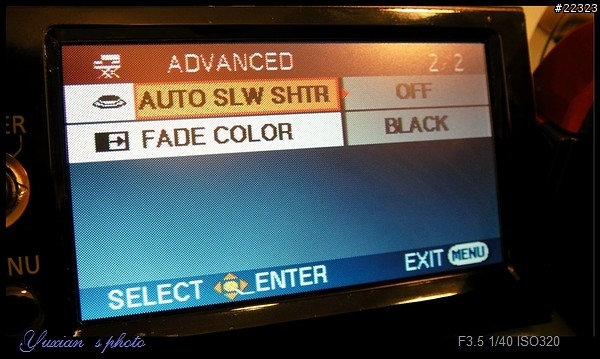 #22323
ADVANCED 2/2
AUTO SLW SHTR OFF
FADE COLOR BLACK
ER
NU
SELECT ENTER EXIT MENU
Yuxian's photo
F3.5 1/40 ISO320